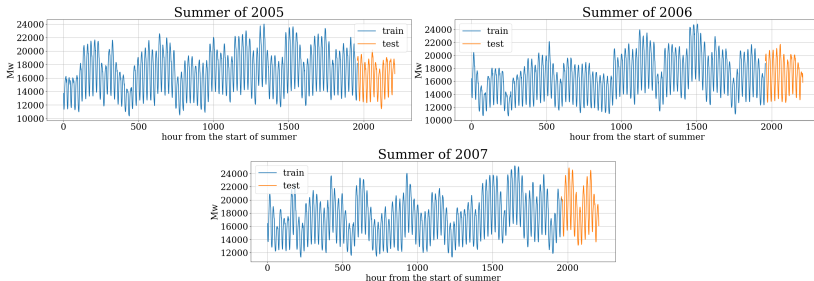 Summer of 2005
24000
22000
20000
18000
16000
14000
12000
10000
Mw
train
test
0 500 1000 1500 2000
hour from the start of summer
Summer of 2006
24000
22000
20000
18000
16000
14000
12000
10000
Mw
train
test
0 500 1000 1500 2000
hour from the start of summer
Summer of 2007
24000
22000
20000
18000
16000
14000
12000
Mw
train
test
0 500 1000 1500 2000
hour from the start of summer